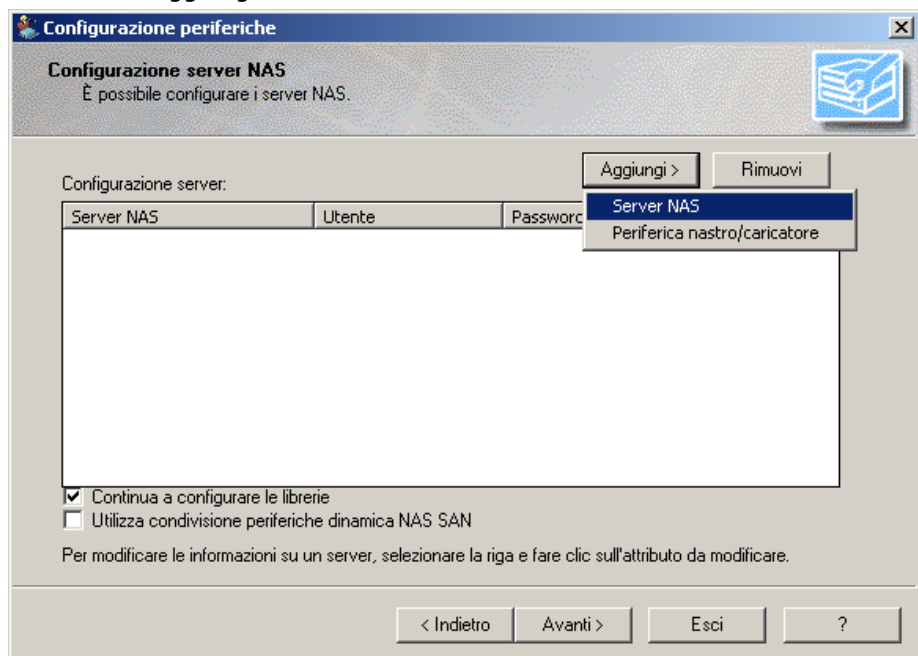 Configurazione periferiche
Configurazione server NAS
È possibile configurare i server NAS.
Aggiungi > Rimuovi
Configurazione server:
Server NAS
Periferica nastro/caricatore
Server NAS Utente
Continua a configurare le librerie
Utilizza condivisione periferiche dinamica NAS SAN
Per modificare le informazioni su un server, selezionare la riga e fare clic sull'attributo da modificare.
< Indietro Avanti > Esci ?